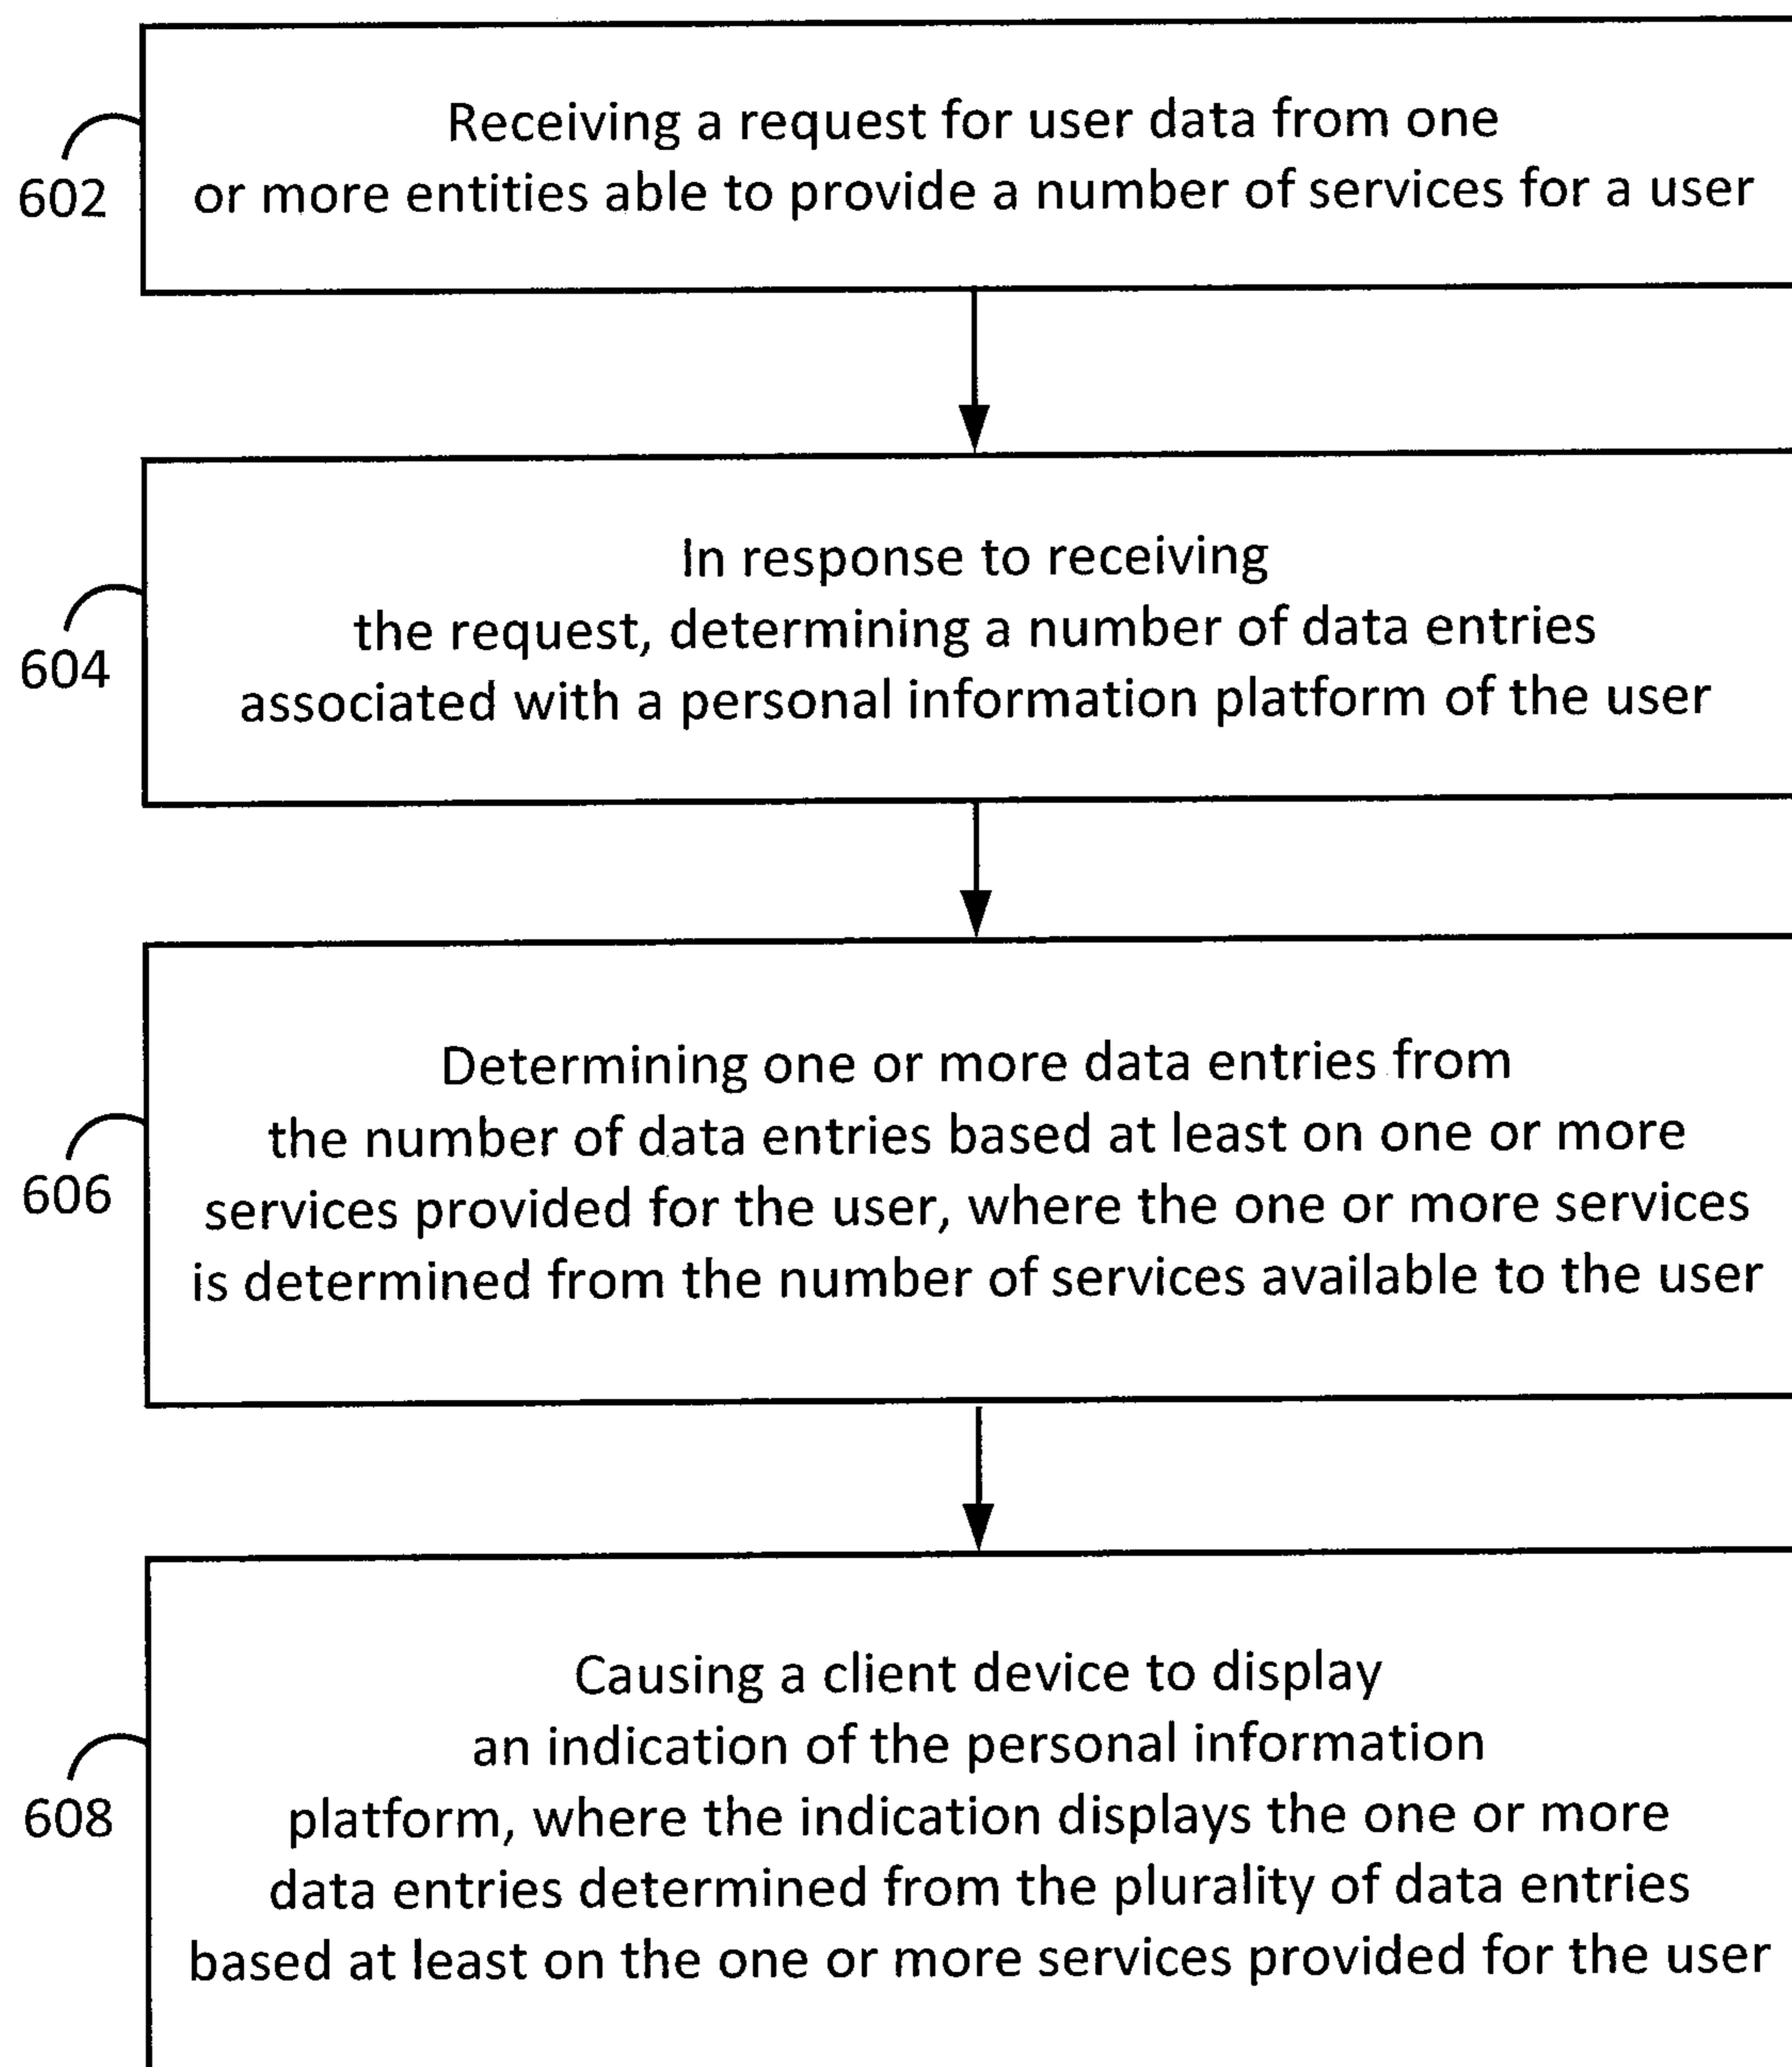 Receiving a request for user data from one
or more entities able to provide a number of services for a user
602
In response to receiving
the request, determining a number of data entries
associated with a personal information platform of the user
604
Determining one or more data entries from
the number of data entries based at least on one or more
services provided for the user, where the one or more services
is determined from the number of services available to the user
606
Causing a client device to display
an indication of the personal information
platform, where the indication displays the one or more
data entries determined from the plurality of data entries
based at least on the one or more services provided for the user
608